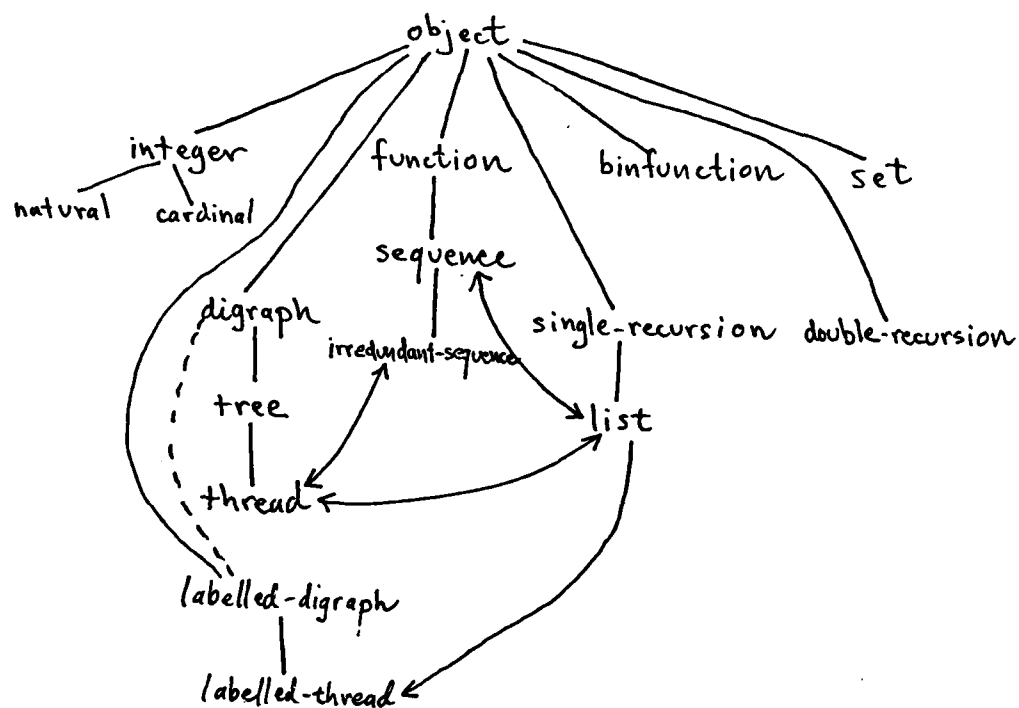 object
integer
function
binfunction
set
natural
cardinal
sequence
digraph
single-recursion
double-recursion
irredundant-sequence
tree
list
thread
labelled-digraph
labelled-thread